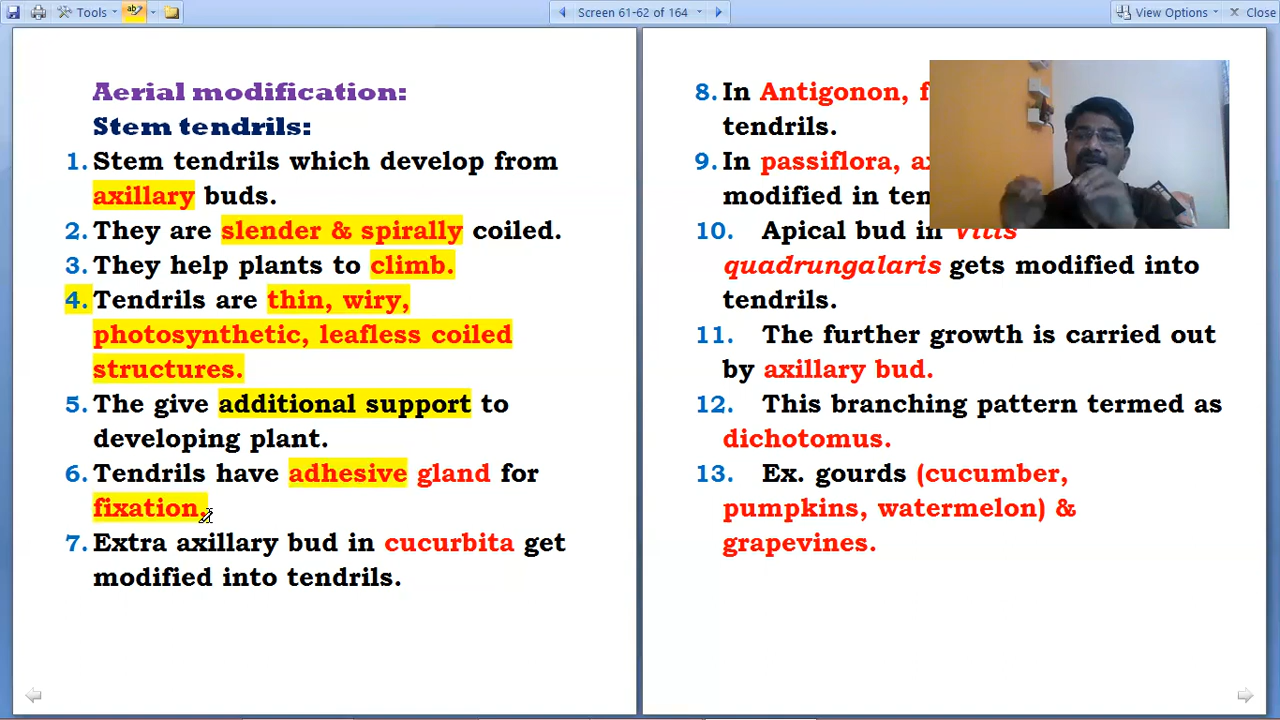 Tools
Screen 61-62 of 164
View Options
Close
Aerial modification:
Stem tendrils:
1. Stem tendrils which develop from
axillary buds.
2. They are slender & spirally coiled.
3. They help plants to climb.
4. Tendrils are thin, wiry,
photosynthetic, leafless coiled
structures.
5. The give additional support to
developing plant.
6. Tendrils have adhesive gland for
fixation.
7. Extra axillary bud in cucurbita get
modified into tendrils.
8. In Antigonon,
tendrils.
9. In passiflora,
modified in
10. Apical bud in Vitis
quadrungalaris gets modified into
tendrils.
11. The further growth is carried out
by axillary bud.
12. This branching pattern termed as
dichotomus.
13. Ex. gourds (cucumber,
pumpkins, watermelon) &
grapevines.